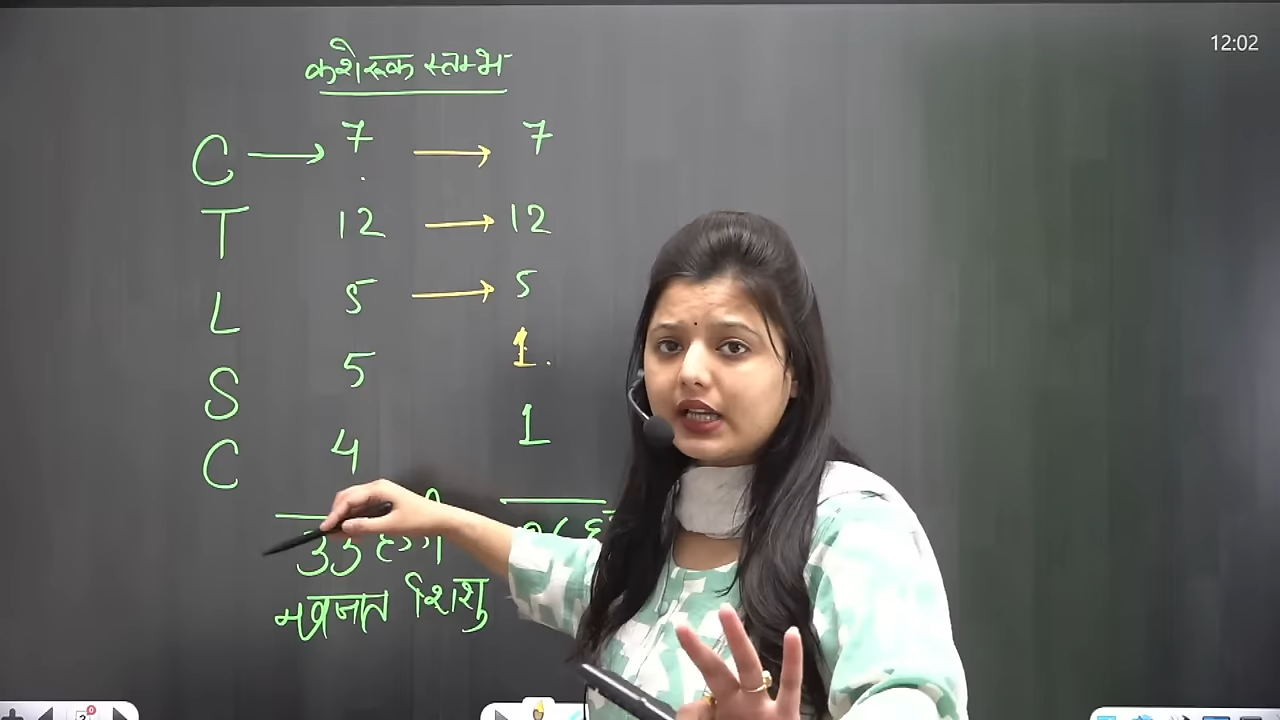 12:02
कशेरूक स्तम्भ
C → 7 → 7
T 12 → 12
L 5 → 5
S 5 1.
C 4 1
33
नवजात शिशु